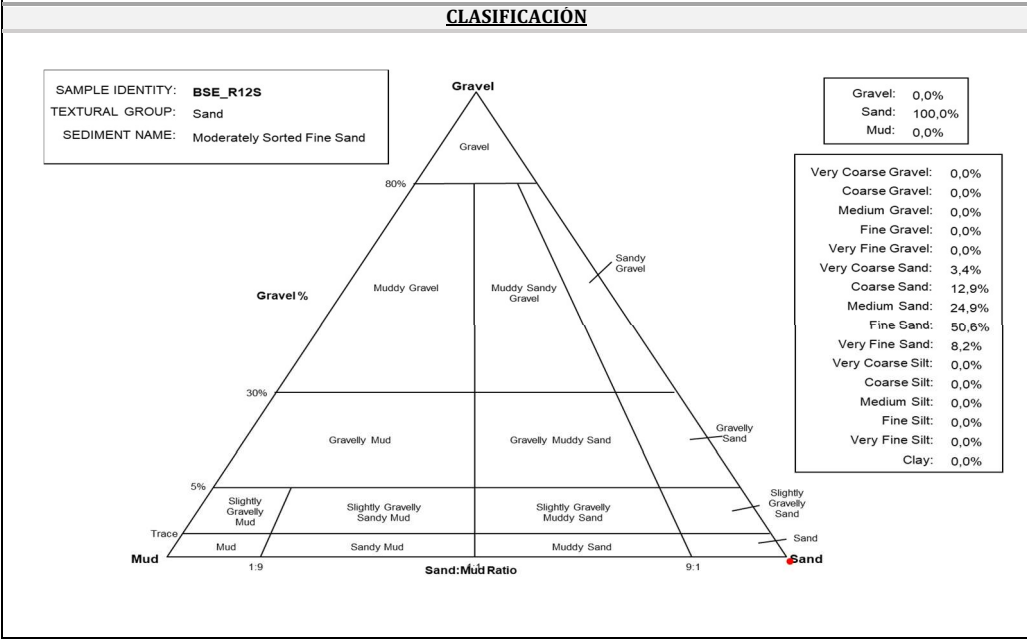 CLASIFICACIÓN
SAMPLE IDENTITY: BSE_R12S
TEXTURAL GROUP: Sand
SEDIMENT NAME: Moderately Sorted Fine Sand
Gravel
Gravel: 0,0%
Sand: 100,0%
Mud: 0,0%
Gravel
80%
Very Coarse Gravel: 0,0%
Coarse Gravel: 0,0%
Medium Gravel: 0,0%
Fine Gravel: 0,0%
Very Fine Gravel: 0,0%
Very Coarse Sand: 3,4%
Coarse Sand: 12,9%
Medium Sand: 24,9%
Fine Sand: 50,6%
Very Fine Sand: 8,2%
Very Coarse Silt: 0,0%
Coarse Silt: 0,0%
Medium Silt: 0,0%
Fine Silt: 0,0%
Very Fine Silt: 0,0%
Clay: 0,0%
Sandy
Gravel
Gravel %
Muddy Gravel
Muddy Sandy
Gravel
30%
Gravelly Mud
Gravelly Muddy Sand
Gravelly
Sand
5%
Slightly
Gravelly
Mud
Slightly Gravelly
Sandy Mud
Slightly Gravelly
Muddy Sand
Slightly
Gravelly
Sand
Trace
Mud
Sandy Mud
Muddy Sand
Sand
Mud
Sand
1:9
Sand:Mud Ratio
9:1